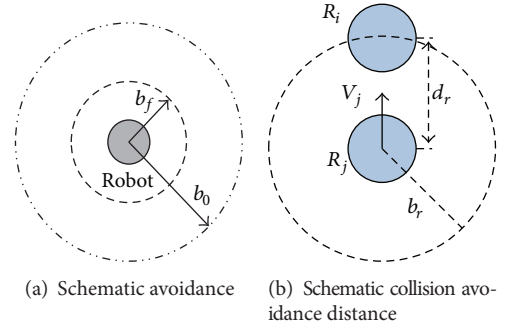 b_f
Robot
b_0
R_i
V_j
d_r
R_j
b_r
(a) Schematic avoidance
(b) Schematic collision avo-
idance distance